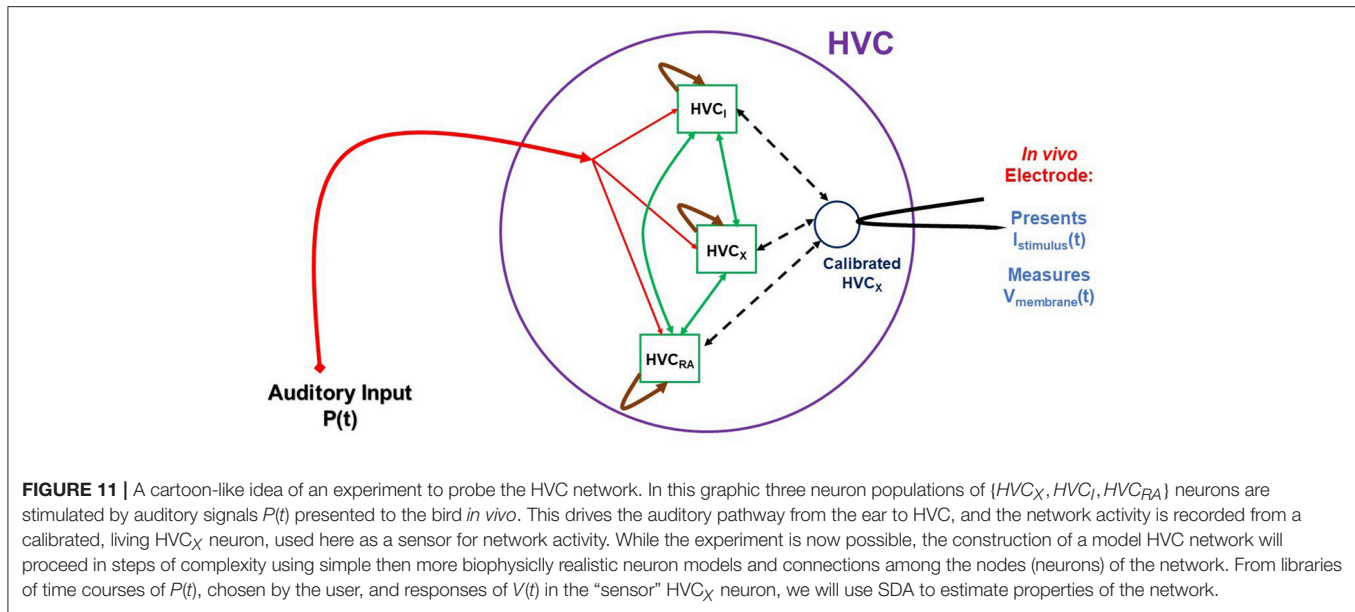 HVC
HVC_I
HVC_X
HVC_RA
Calibrated
HVC_X
In vivo
Electrode:
Presents
I_stimulus(t)
Measures
V_membrane(t)
Auditory Input
P(t)
FIGURE 11 | A cartoon-like idea of an experiment to probe the HVC network. In this graphic three neuron populations of {HVC_X, HVC_I, HVC_RA} neurons are
stimulated by auditory signals P(t) presented to the bird in vivo. This drives the auditory pathway from the ear to HVC, and the network activity is recorded from a
calibrated, living HVC_X neuron, used here as a sensor for network activity. While the experiment is now possible, the construction of a model HVC network will
proceed in steps of complexity using simple then more biophysiclly realistic neuron models and connections among the nodes (neurons) of the network. From libraries
of time courses of P(t), chosen by the user, and responses of V(t) in the “sensor” HVC_X neuron, we will use SDA to estimate properties of the network.